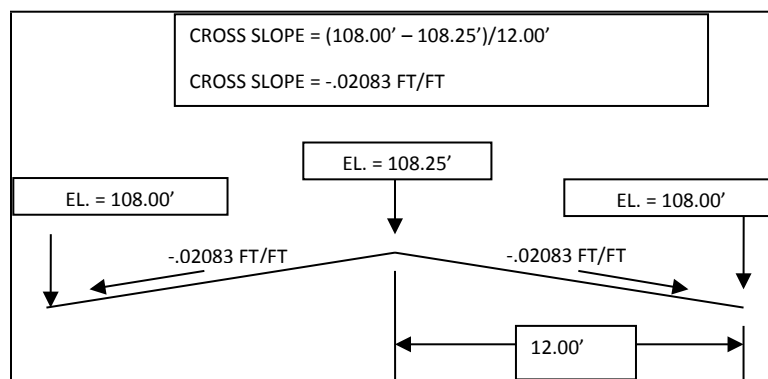 CROSS SLOPE = (108.00’ – 108.25’)/12.00’
CROSS SLOPE = -.02083 FT/FT
EL. = 108.25’
EL. = 108.00’
EL. = 108.00’
-.02083 FT/FT
-.02083 FT/FT
12.00’